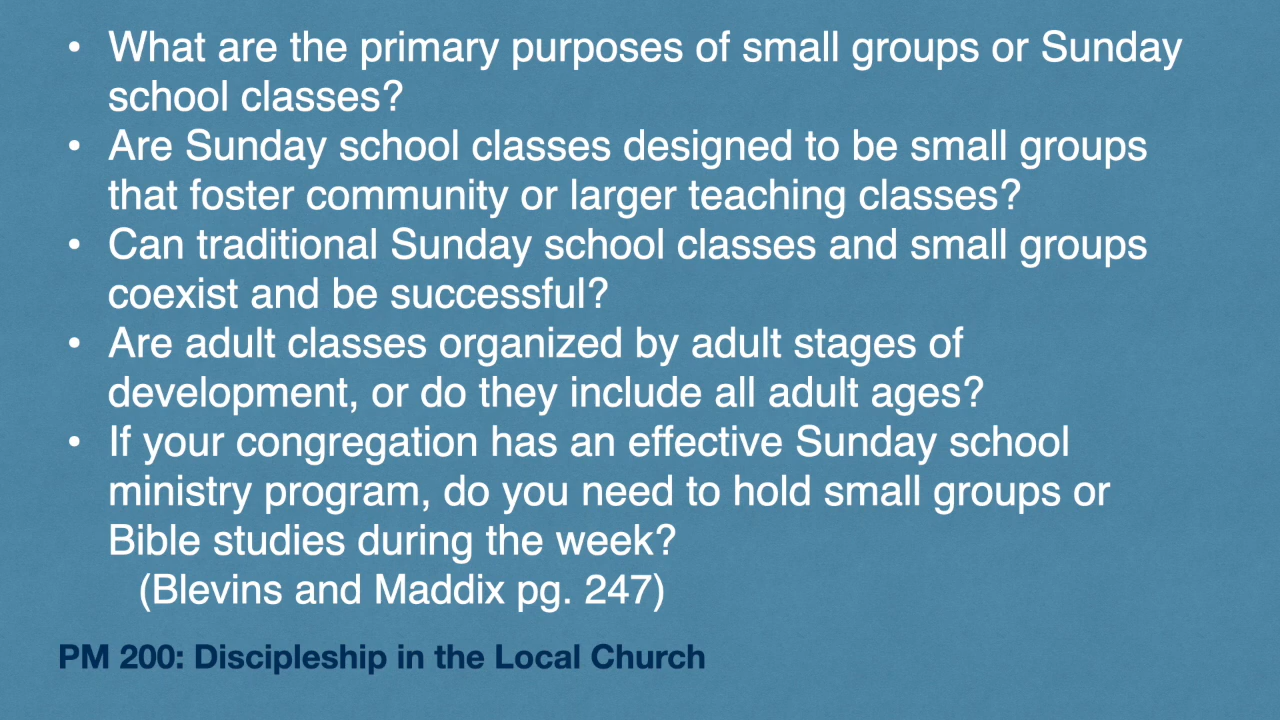 • What are the primary purposes of small groups or Sunday
school classes?
• Are Sunday school classes designed to be small groups
that foster community or larger teaching classes?
• Can traditional Sunday school classes and small groups
coexist and be successful?
• Are adult classes organized by adult stages of
development, or do they include all adult ages?
• If your congregation has an effective Sunday school
ministry program, do you need to hold small groups or
Bible studies during the week?
(Blevins and Maddix pg. 247)
PM 200: Discipleship in the Local Church